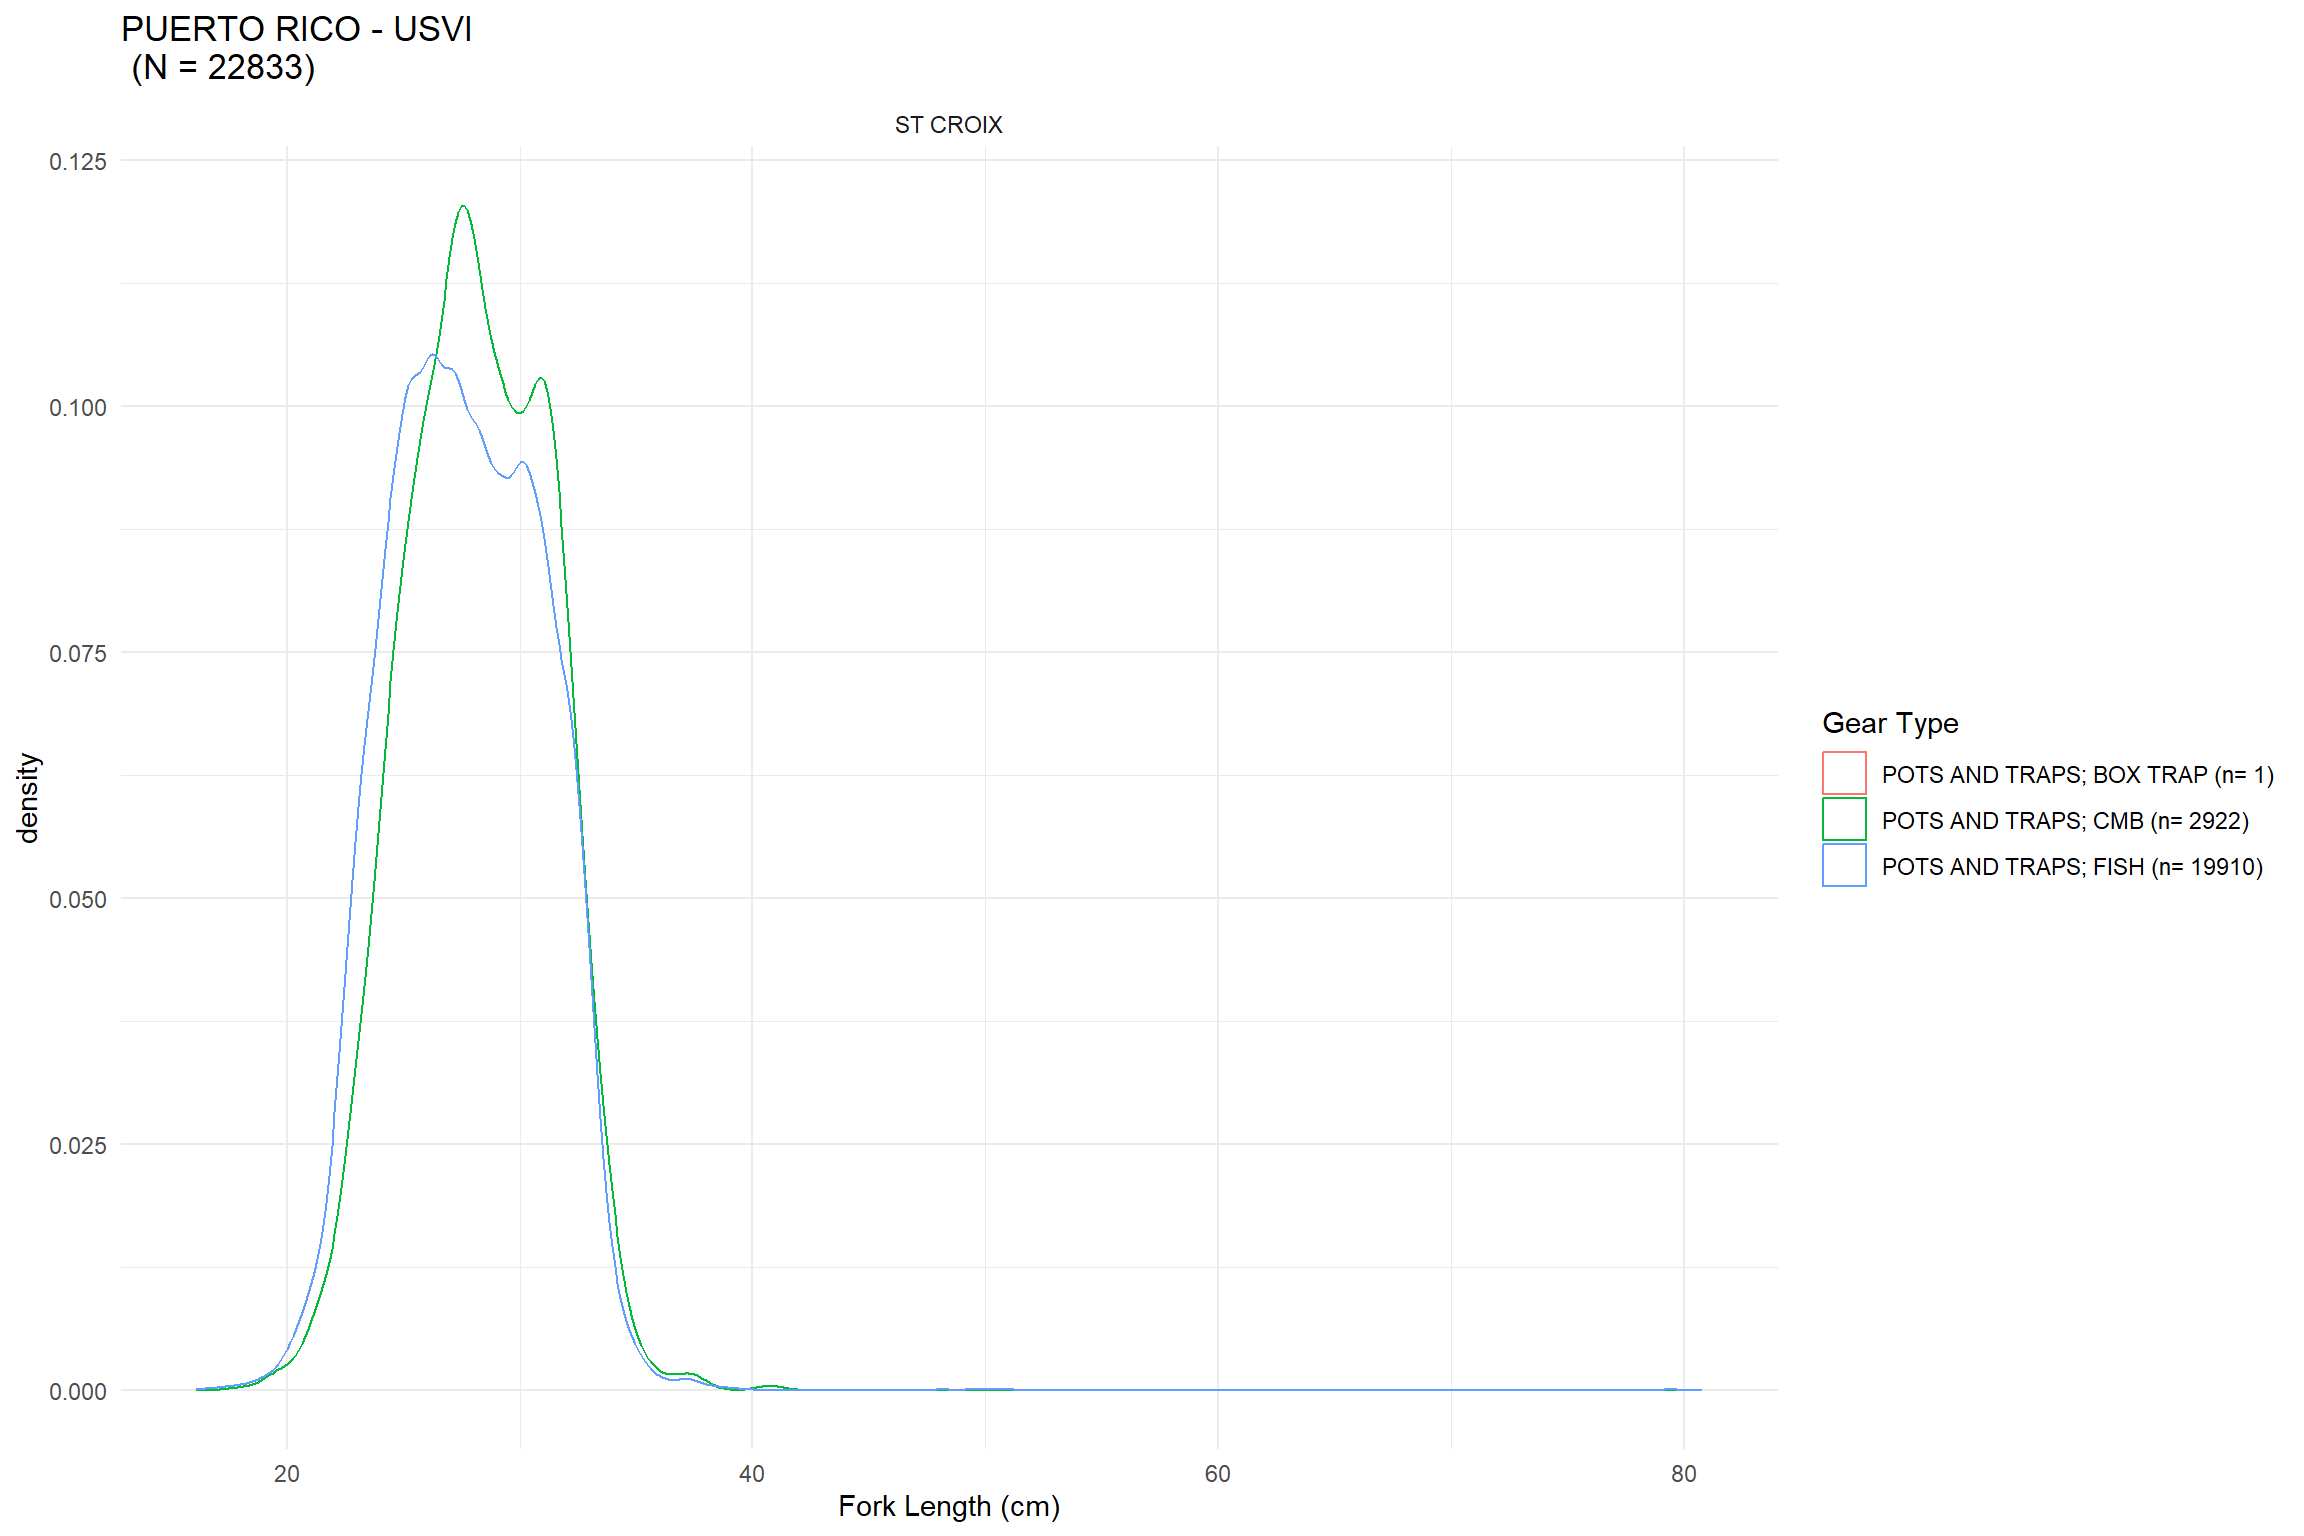 PUERTO RICO - USVI
(N = 22833)
ST CROIX
0.125
0.100
0.075
0.050
0.025
0.000
density
20 40 60 80
Fork Length (cm)
Gear Type
POTS AND TRAPS; BOX TRAP (n= 1)
POTS AND TRAPS; CMB (n= 2922)
POTS AND TRAPS; FISH (n= 19910)